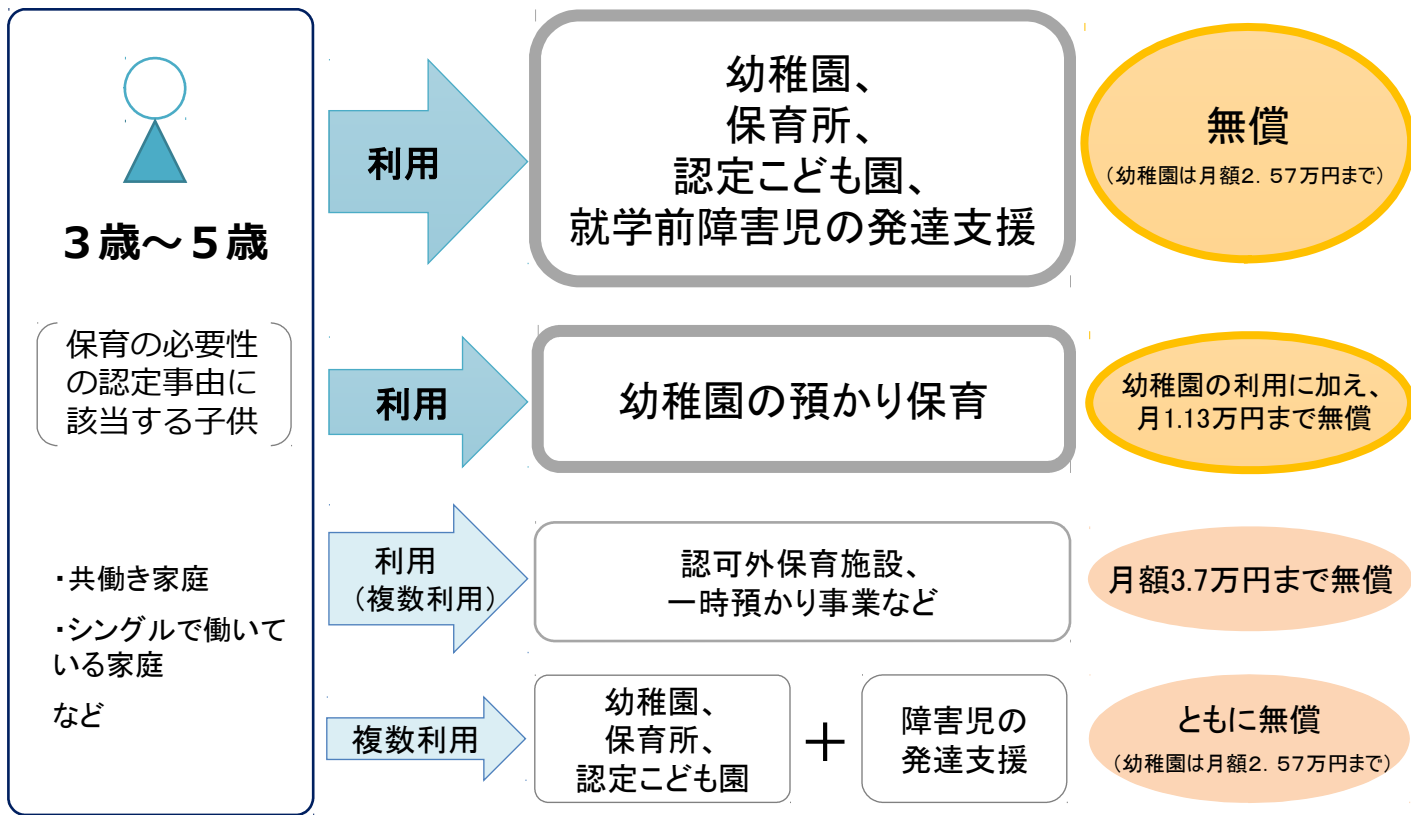 ３歳～５歳
保育の必要性
の認定事由に
該当する子供
・共働き家庭
・シングルで働いて
いる家庭
など
利用
幼稚園、
保育所、
認定こども園、
就学前障害児の発達支援
無償
（幼稚園は月額2．57万円まで）
利用
幼稚園の預かり保育
幼稚園の利用に加え、
月1.13万円まで無償
利用
（複数利用）
認可外保育施設、
一時預かり事業など
月額3.7万円まで無償
複数利用
幼稚園、
保育所、
認定こども園
＋
障害児の
発達支援
ともに無償
（幼稚園は月額2．57万円まで）